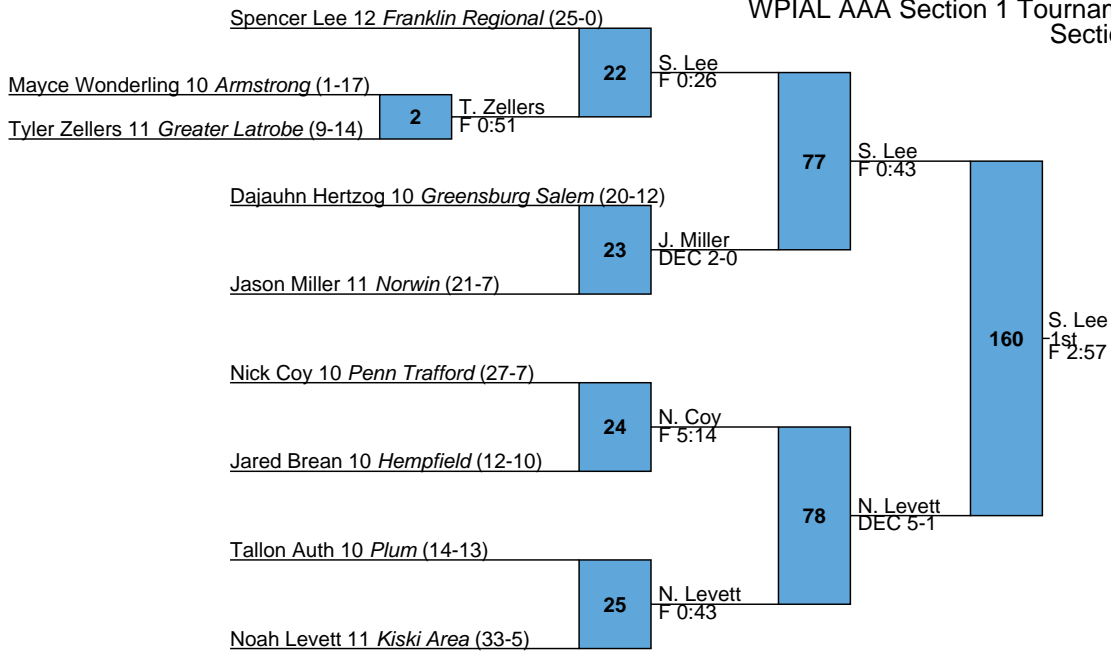 WPIAL AAA Section 1
Sectio
Spencer Lee 12 Franklin Regional (25-0)
22
S. Lee
F 0:26
Mayce Wonderling 10 Armstrong (1-17)
2
T. Zellers
F 0:51
Tyler Zellers 11 Greater Latrobe (9-14)
77
S. Lee
F 0:43
Dajauhn Hertzog 10 Greensburg Salem (20-12)
23
J. Miller
DEC 2-0
Jason Miller 11 Norwin (21-7)
160
S. Lee
1st
F 2:57
Nick Coy 10 Penn Trafford (27-7)
24
N. Coy
F 5:14
Jared Brean 10 Hempfield (12-10)
78
N. Levett
DEC 5-1
Tallon Auth 10 Plum (14-13)
25
N. Levett
F 0:43
Noah Levett 11 Kiski Area (33-5)